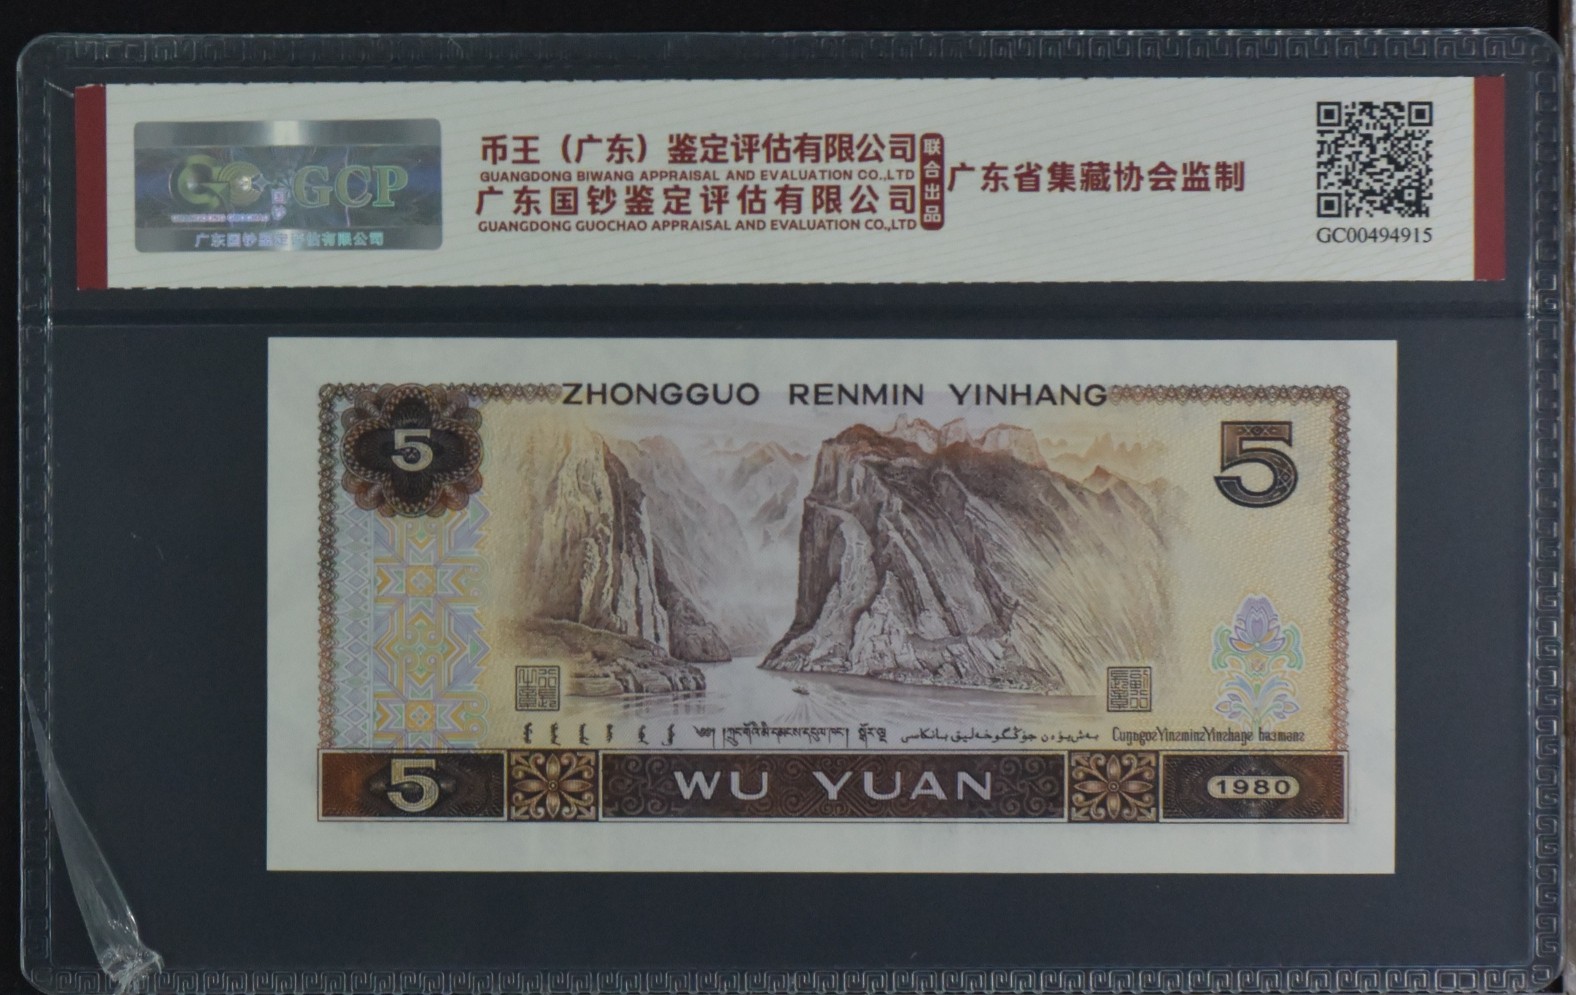 GCP
广东国钞鉴定评估有限公司
币王（广东）鉴定评估有限公司
GUANGDONG BIWANG APPRAISAL AND EVALUATION CO.,LTD
广东国钞鉴定评估有限公司
GUANGDONG GUOCHAO APPRAISAL AND EVALUATION CO.,LTD
联合出品
广东省集藏协会监制
GC00494915
ZHONGGUO RENMIN YINHANG
5
5
5
WU YUAN
1980